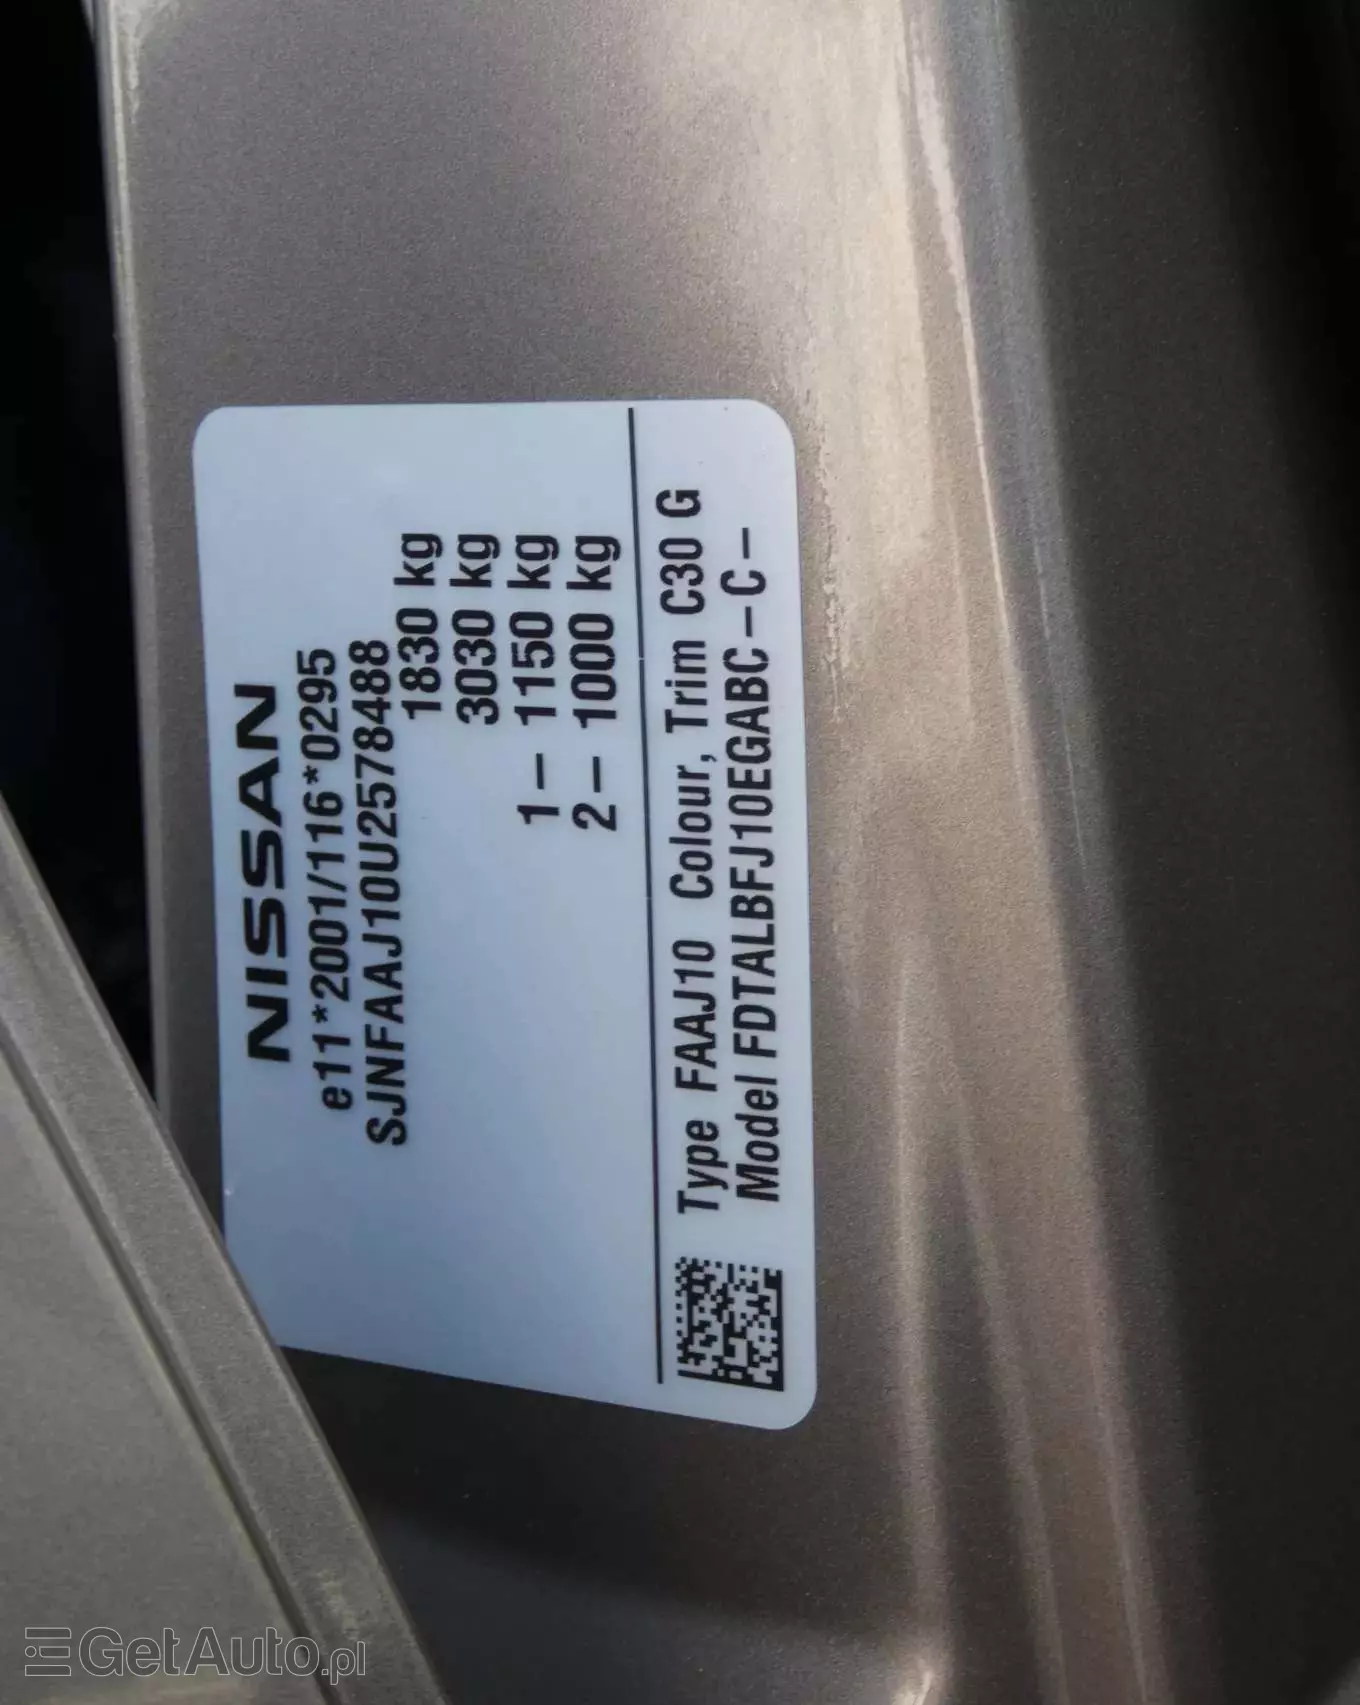 NISSAN
e11*2001/116*0295
SJNFAAJ10U2578488
1830 kg
3030 kg
1– 1150 kg
2– 1000 kg
Type FAAJ10 Colour, Trim C30 G
Model FDTALBFJ10EGABC–C–
GetAuto.pl